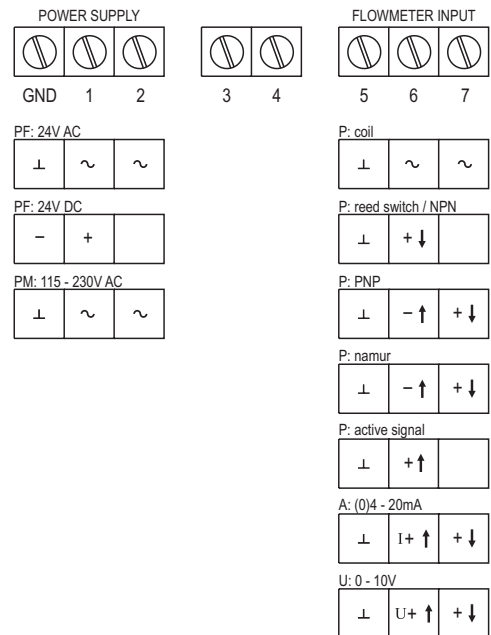 POWER SUPPLY
FLOWMETER INPUT
GND 1 2 3 4 5 6 7
PF: 24V AC
⊥ ~ ~
PF: 24V DC
− +
PM: 115 - 230V AC
⊥ ~ ~
P: coil
⊥ ~ ~
P: reed switch / NPN
⊥ +↓
P: PNP
⊥ −↑ +↓
P: namur
⊥ −↑ +↓
P: active signal
⊥ +↑
A: (0)4 - 20mA
⊥ I+ ↑ +↓
U: 0 - 10V
⊥ U+ ↑ +↓